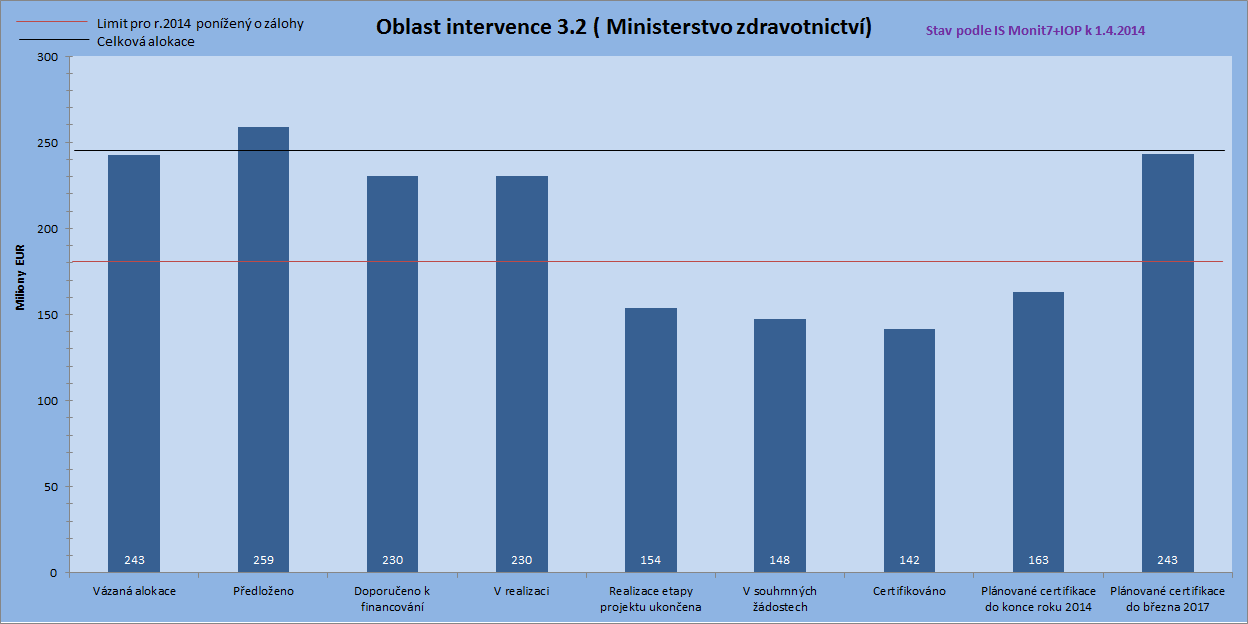 Limit pro r.2014 ponížený o zálohy
Celková alokace
Oblast intervence 3.2 ( Ministerstvo zdravotnictví)
Stav podle IS Monit7+IOP k 1.4.2014
Miliony EUR
300
250
200
150
100
50
0
243
259
230
230
154
148
142
163
243
Vázaná alokace
Předloženo
Doporučeno k
financování
V realizaci
Realizace etapy
projektu ukončena
V souhrnných
žádostech
Certifikováno
Plánované certifikace
do konce roku 2014
Plánované certifikace
do března 2017